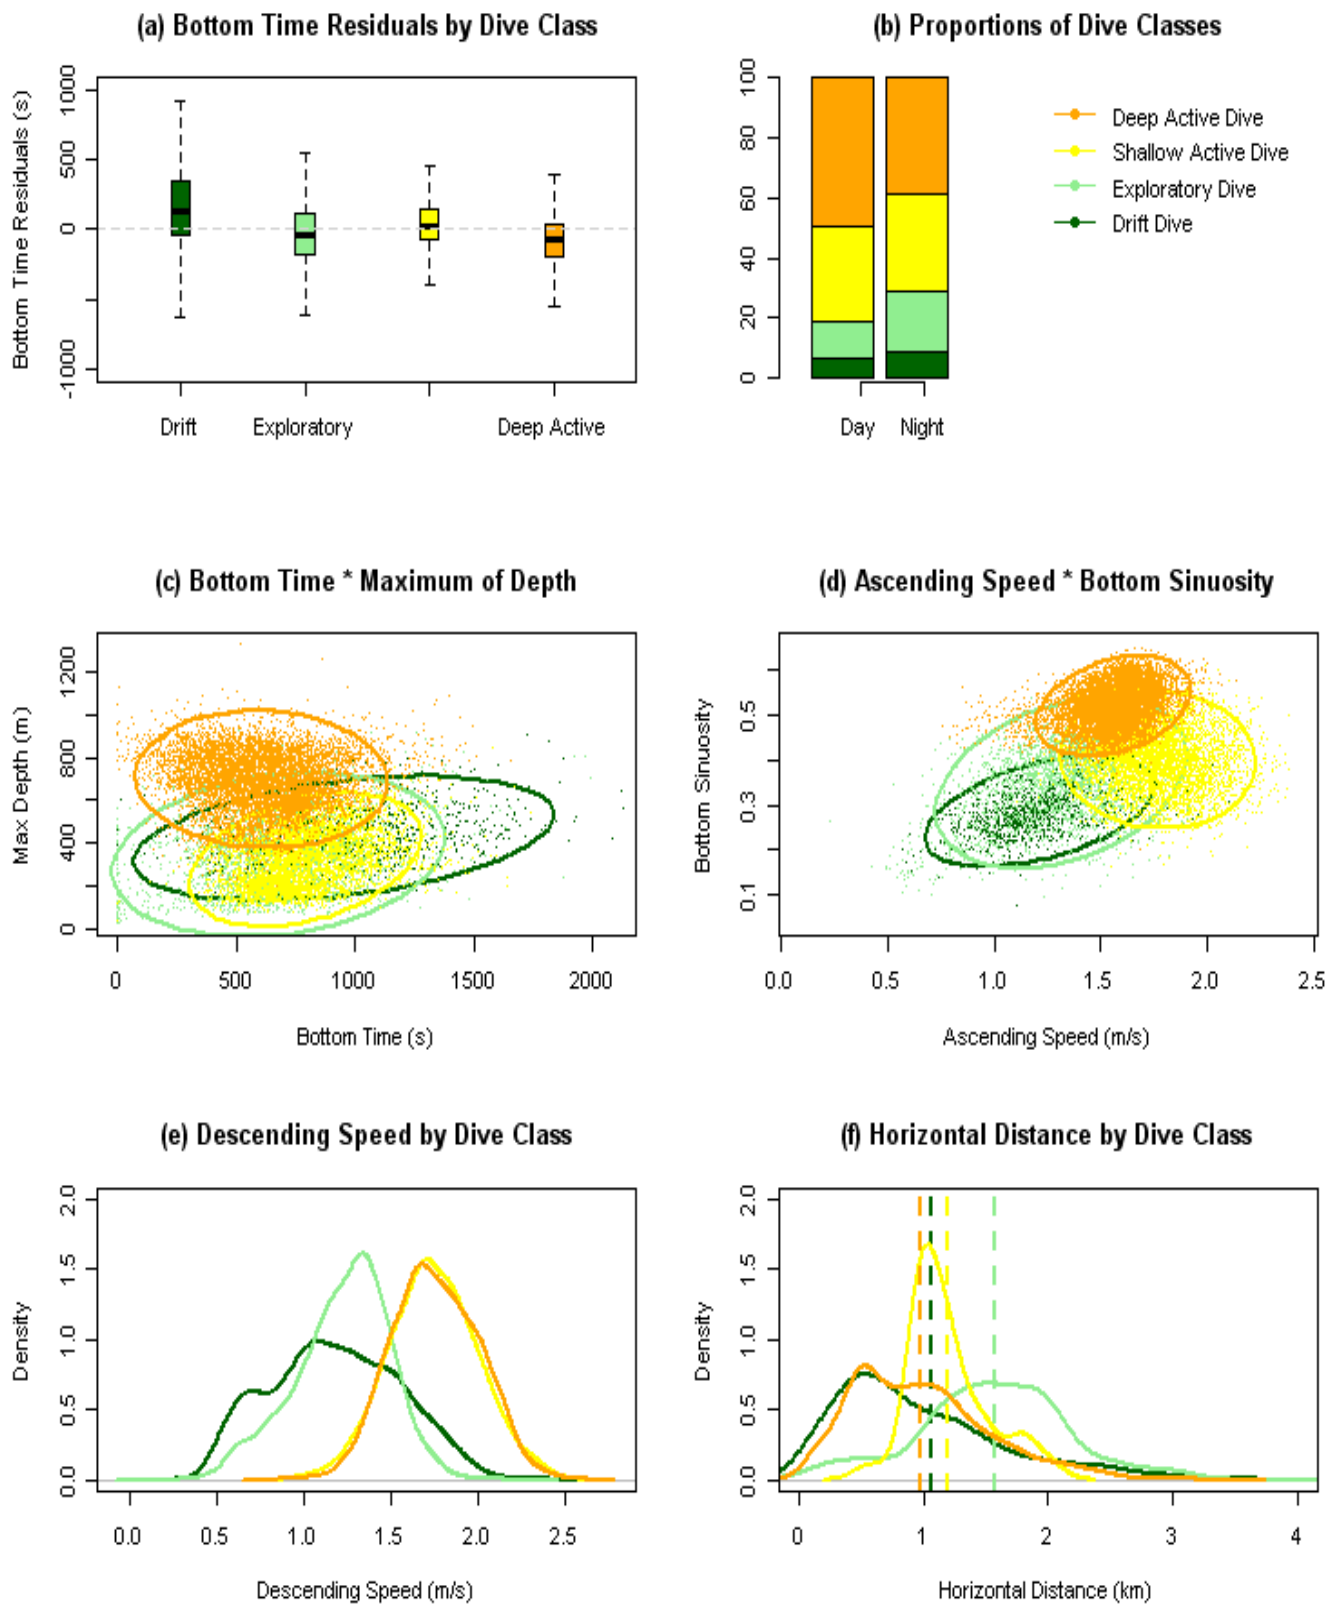 (a) Bottom Time Residuals by Dive Class
Bottom Time Residuals (s)
1000
500
0
-1000
Drift Exploratory Deep Active
(b) Proportions of Dive Classes
100
80
60
40
20
0
Day Night
Deep Active Dive
Shallow Active Dive
Exploratory Dive
Drift Dive
(c) Bottom Time * Maximum of Depth
Max Depth (m)
1200
800
400
0
0 500 1000 1500 2000
Bottom Time (s)
(d) Ascending Speed * Bottom Sinuosity
Bottom Sinuosity
0.5
0.3
0.1
0.0 0.5 1.0 1.5 2.0 2.5
Ascending Speed (m/s)
(e) Descending Speed by Dive Class
Density
2.0
1.5
1.0
0.5
0.0
0.0 0.5 1.0 1.5 2.0 2.5
Descending Speed (m/s)
(f) Horizontal Distance by Dive Class
Density
2.0
1.5
1.0
0.5
0.0
0 1 2 3 4
Horizontal Distance (km)